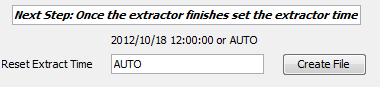 Next Step: Once the extractor finishes set the extractor time
2012/10/18 12:00:00 or AUTO
Reset Extract Time AUTO Create File